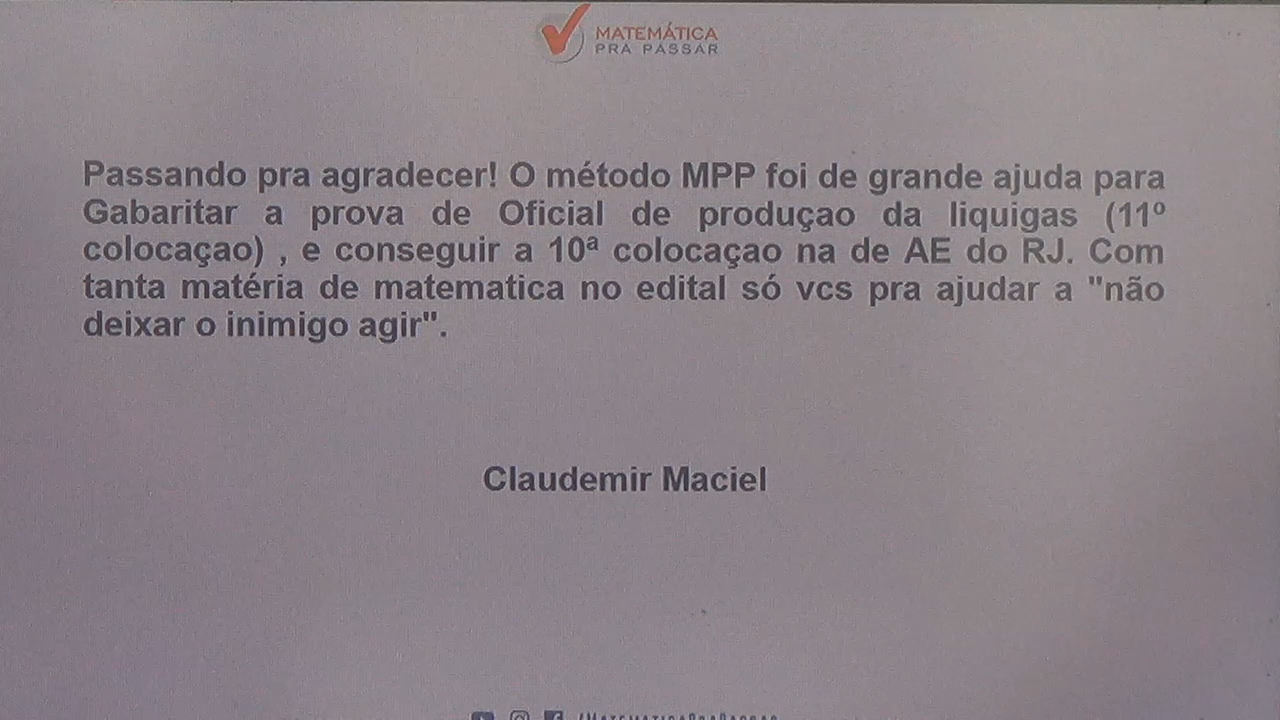 MATEMÁTICA
PRA PASSAR
Passando pra agradecer! O método MPP foi de grande ajuda para
Gabaritar a prova de Oficial de produçao da liquigas (11º
colocaçao) , e conseguir a 10ª colocaçao na de AE do RJ. Com
tanta matéria de matematica no edital só vcs pra ajudar a "não
deixar o inimigo agir".
Claudemir Maciel
/MATEMATICAPRAPASSAR